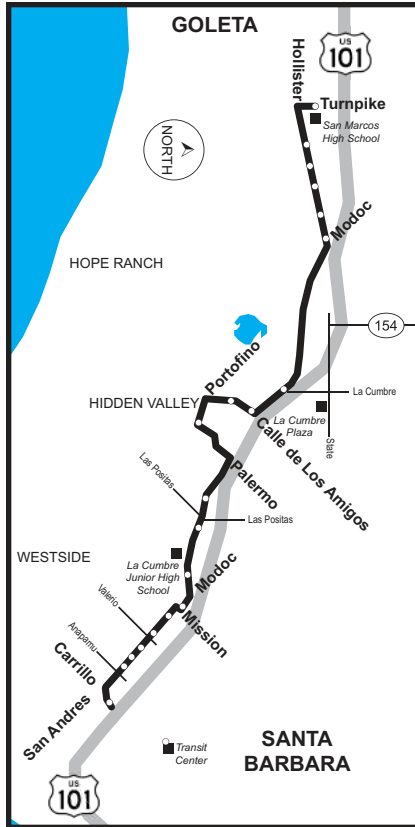 GOLETA
US
101
Hollister
Turnpike
San Marcos
High School
NORTH
Modoc
HOPE RANCH
154
Portofino
La Cumbre
HIDDEN VALLEY
La Cumbre
Plaza
State
Calle de Los Amigos
Las Positas
Palermo
Las Positas
WESTSIDE
La Cumbre
Junior High
School
Modoc
Valerio
Mission
Anapamu
Carrillo
San Andres
Transit
Center
SANTA
BARBARA
US
101